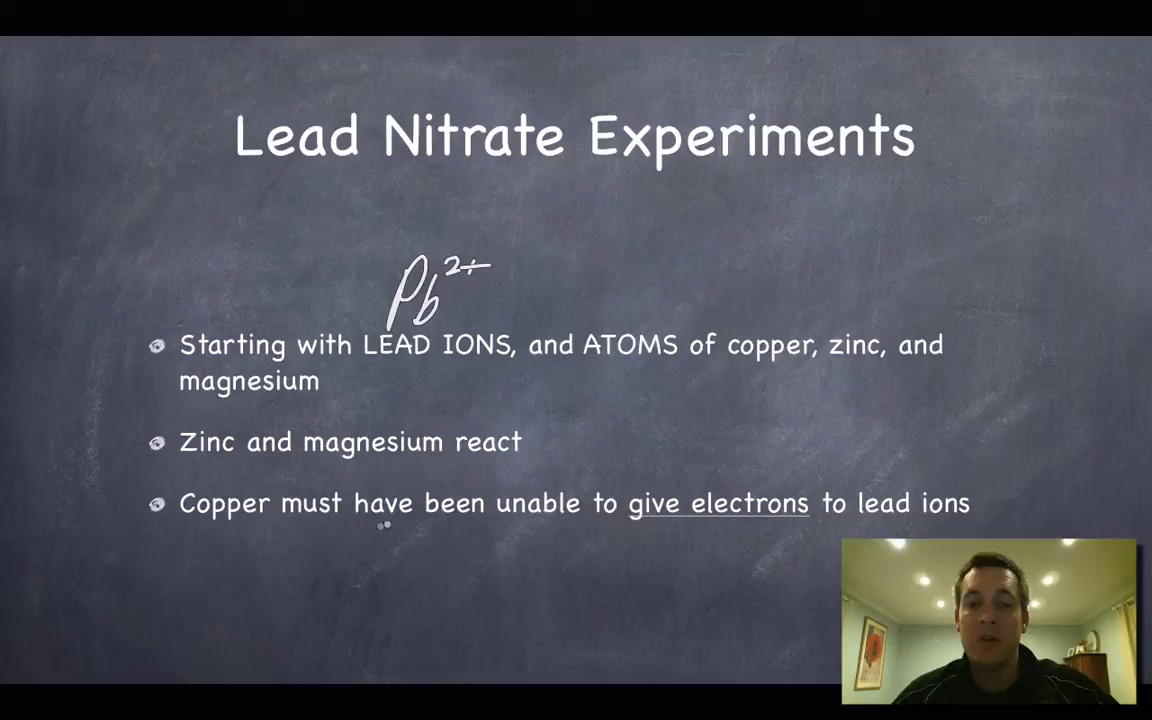 Lead Nitrate Experiments
Pb2+
Starting with LEAD IONS, and ATOMS of copper, zinc, and
magnesium
Zinc and magnesium react
Copper must have been unable to give electrons to lead ions